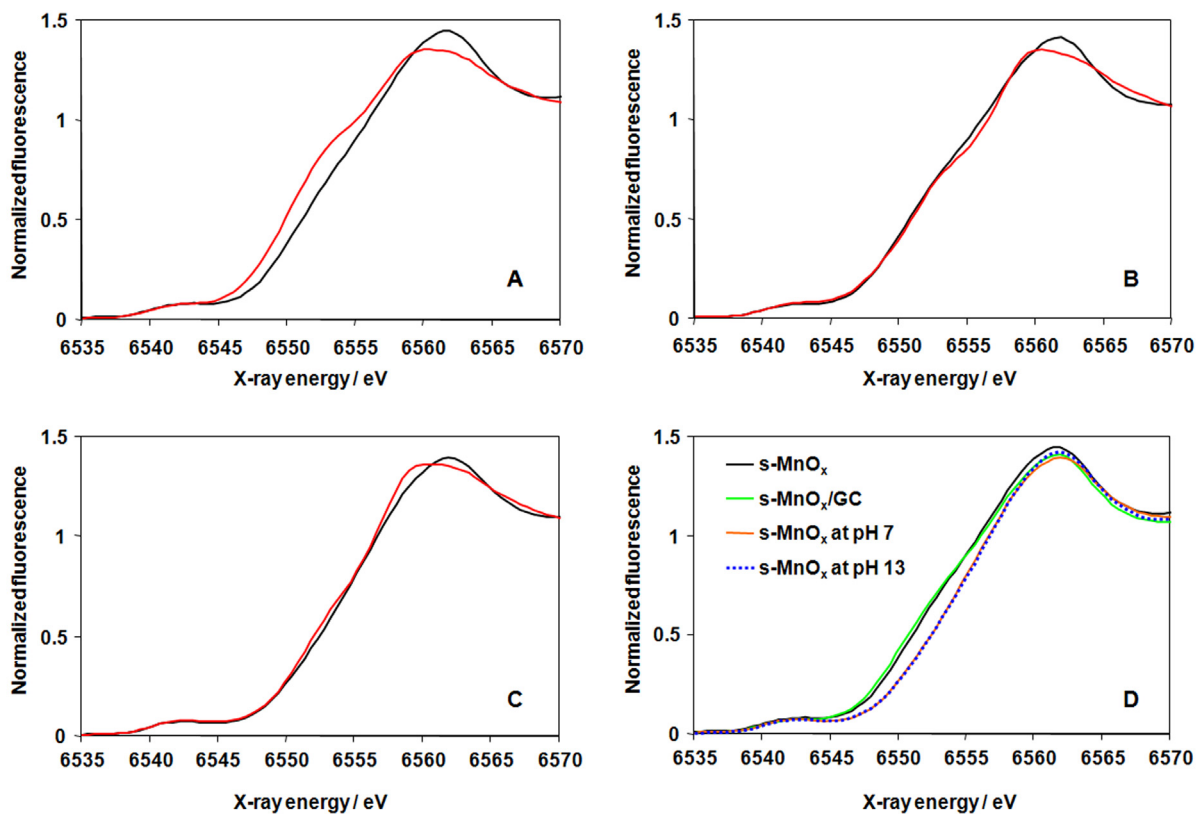 1.5
1
0.5
0
Normalized fluorescence
A
6535 6540 6545 6550 6555 6560 6565 6570
X-ray energy / eV
1.5
1
0.5
0
Normalized fluorescence
B
6535 6540 6545 6550 6555 6560 6565 6570
X-ray energy / eV
1.5
1
0.5
0
Normalized fluorescence
C
6535 6540 6545 6550 6555 6560 6565 6570
X-ray energy / eV
1.5
1
0.5
0
Normalized fluorescence
s-MnOₓ
s-MnOₓ/GC
s-MnOₓ at pH 7
s-MnOₓ at pH 13
D
6535 6540 6545 6550 6555 6560 6565 6570
X-ray energy / eV